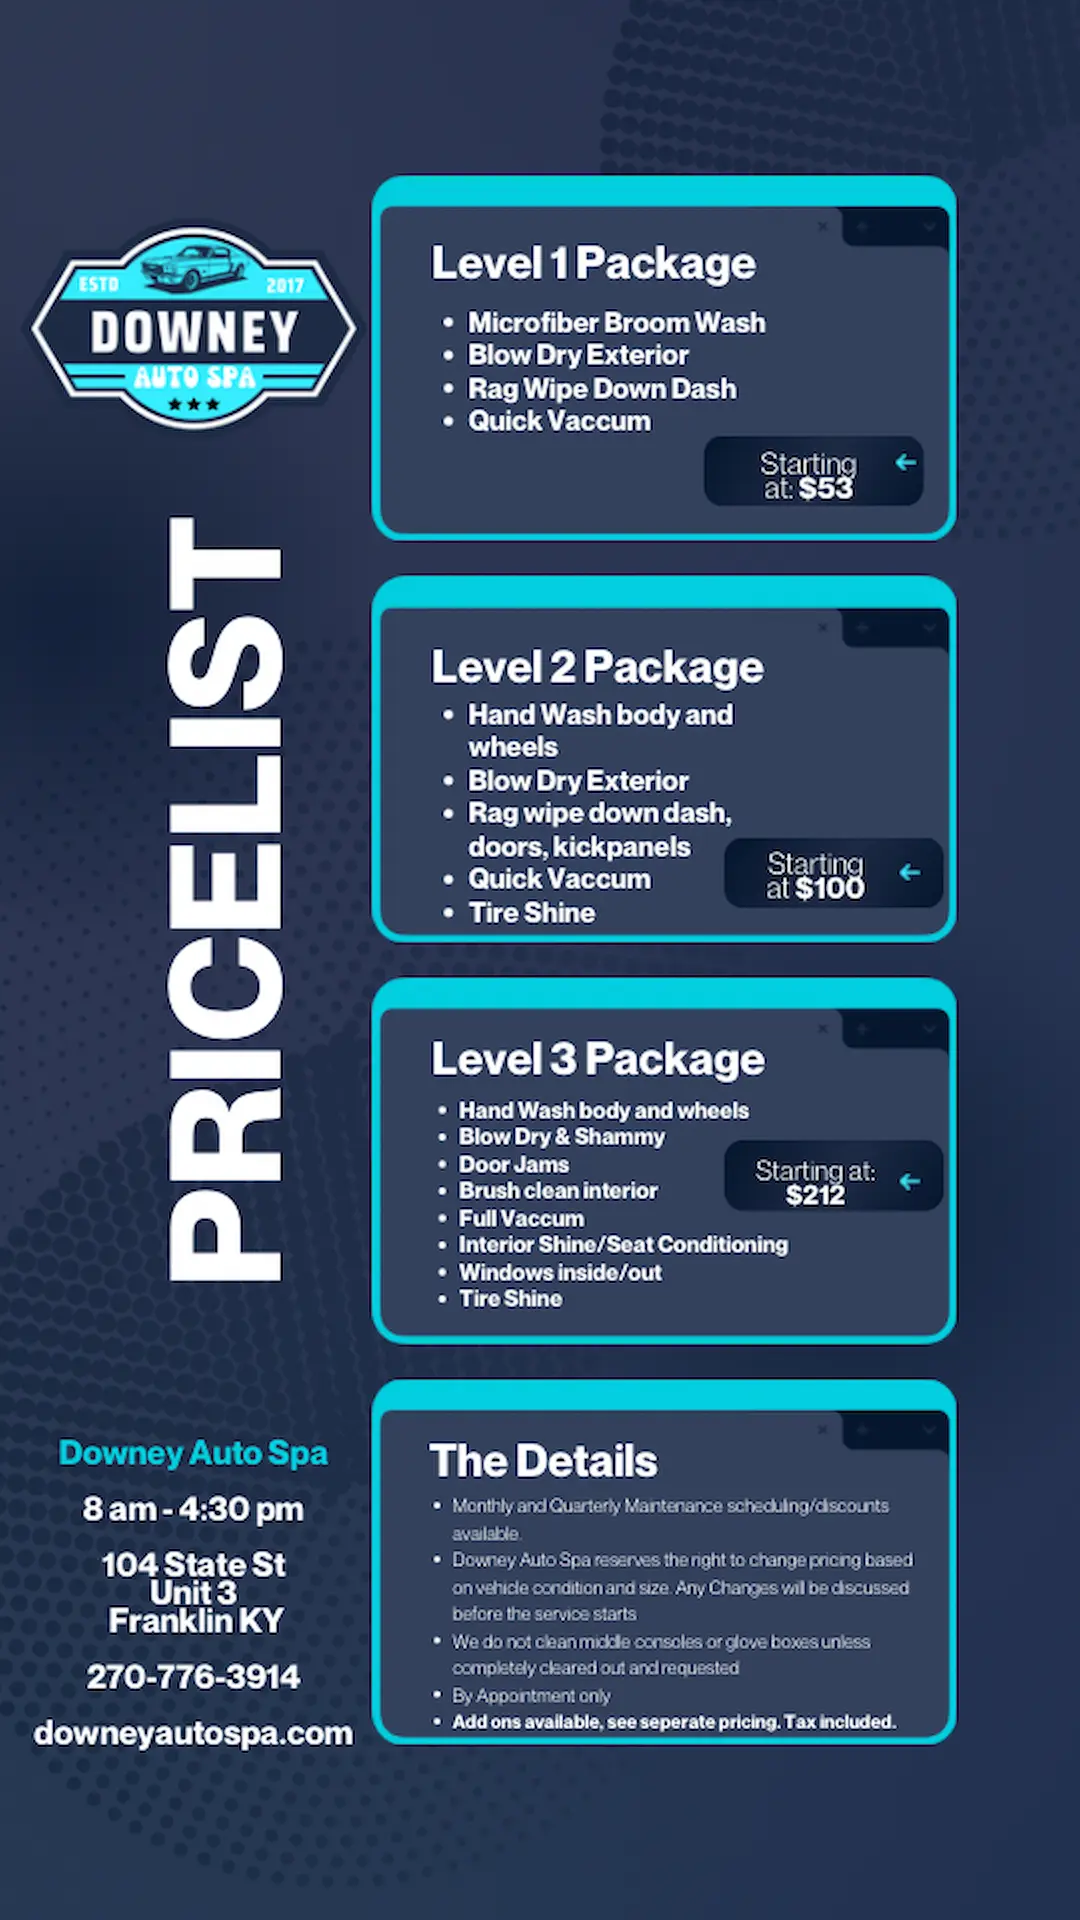 ESTD 2017
DOWNEY
AUTO SPA
PRICELIST
Level 1 Package
• Microfiber Broom Wash
• Blow Dry Exterior
• Rag Wipe Down Dash
• Quick Vaccum
Starting
at: $53
Level 2 Package
• Hand Wash body and
wheels
• Blow Dry Exterior
• Rag wipe down dash,
doors, kickpanels
• Quick Vaccum
• Tire Shine
Starting
at $100
Level 3 Package
• Hand Wash body and wheels
• Blow Dry & Shammy
• Door Jams
• Brush clean interior
• Full Vaccum
• Interior Shine/Seat Conditioning
• Windows inside/out
• Tire Shine
Starting at:
$212
Downey Auto Spa
8 am - 4:30 pm
104 State St
Unit 3
Franklin KY
270-776-3914
downeyautospa.com
The Details
• Monthly and Quarterly Maintenance scheduling/discounts
available.
• Downey Auto Spa reserves the right to change pricing based
on vehicle condition and size. Any Changes will be discussed
before the service starts
• We do not clean middle consoles or glove boxes unless
completely cleared out and requested
• By Appointment only
• Add ons available, see seperate pricing. Tax included.